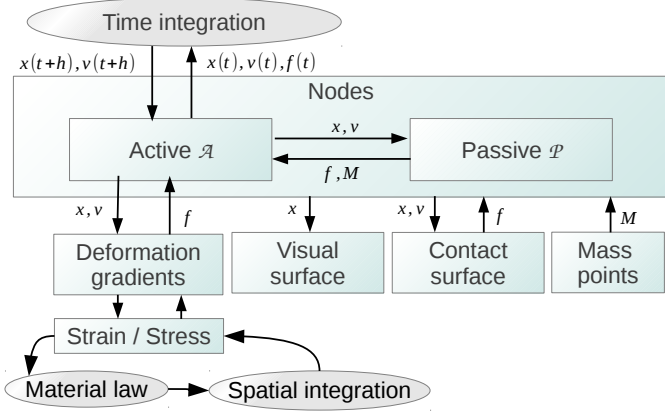 Time integration
x(t+h),v(t+h)
x(t),v(t),f(t)
Nodes
Active 𝒜
x,v
f,M
Passive 𝒫
x,v
f
x
x,v
f
M
Deformation
gradients
Visual
surface
Contact
surface
Mass
points
Strain / Stress
Material law
Spatial integration